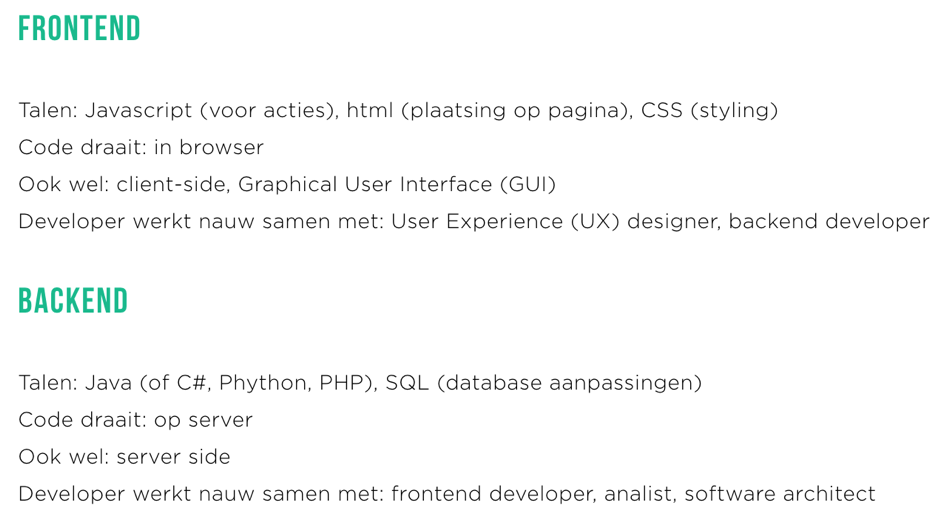 FRONTEND
Talen: Javascript (voor acties), html (plaatsing op pagina), CSS (styling)
Code draait: in browser
Ook wel: client-side, Graphical User Interface (GUI)
Developer werkt nauw samen met: User Experience (UX) designer, backend developer
BACKEND
Talen: Java (of C#, Phython, PHP), SQL (database aanpassingen)
Code draait: op server
Ook wel: server side
Developer werkt nauw samen met: frontend developer, analist, software architect